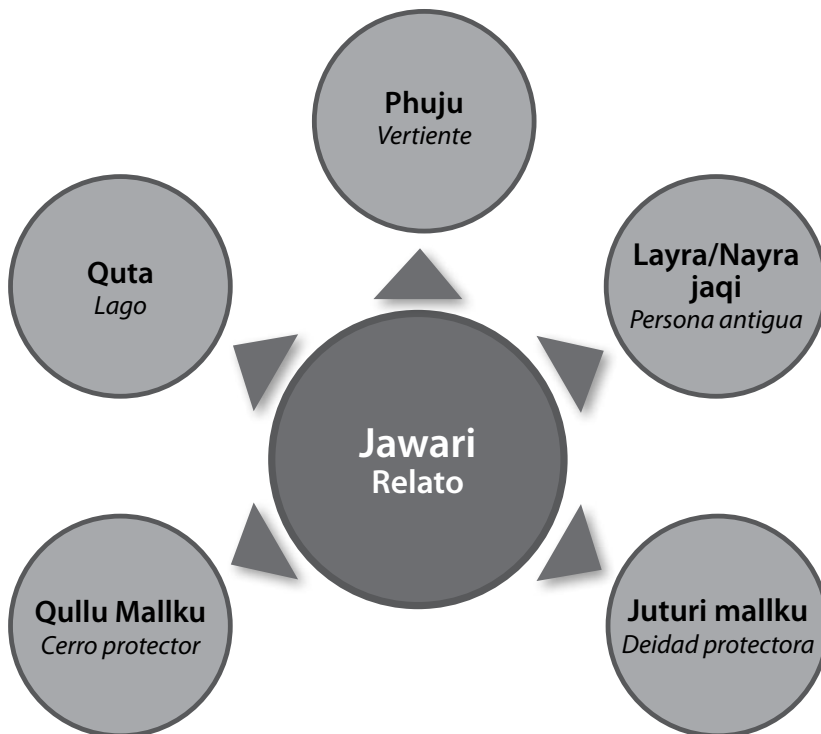 Phuju
Vertiente
Quta
Lago
Layra/Nayra
jaqi
Persona antigua
Jawari
Relato
Qullu Mallku
Cerro protector
Juturi mallku
Deidad protectora